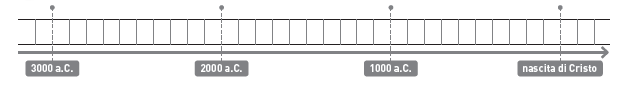 3000 a.C.
2000 a.C.
1000 a.C.
nascita di Cristo